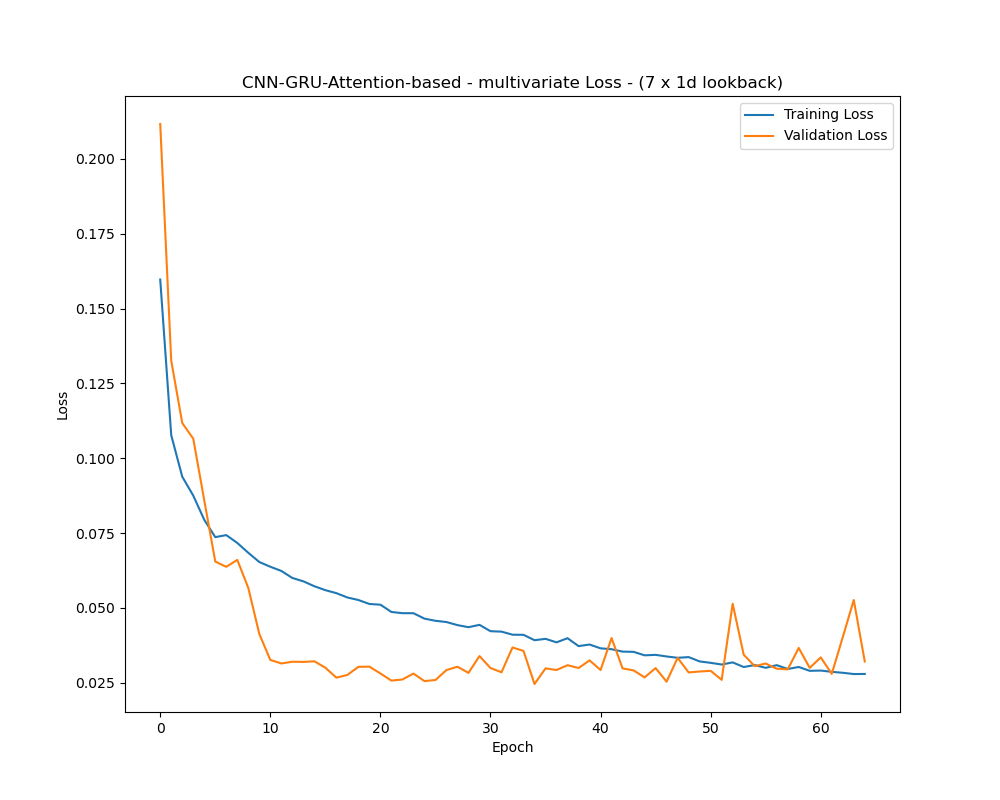 CNN-GRU-Attention-based - multivariate Loss - (7 x 1d lookback)
Training Loss
Validation Loss
0.200
0.175
0.150
0.125
0.100
0.075
0.050
0.025
Loss
0 10 20 30 40 50 60
Epoch